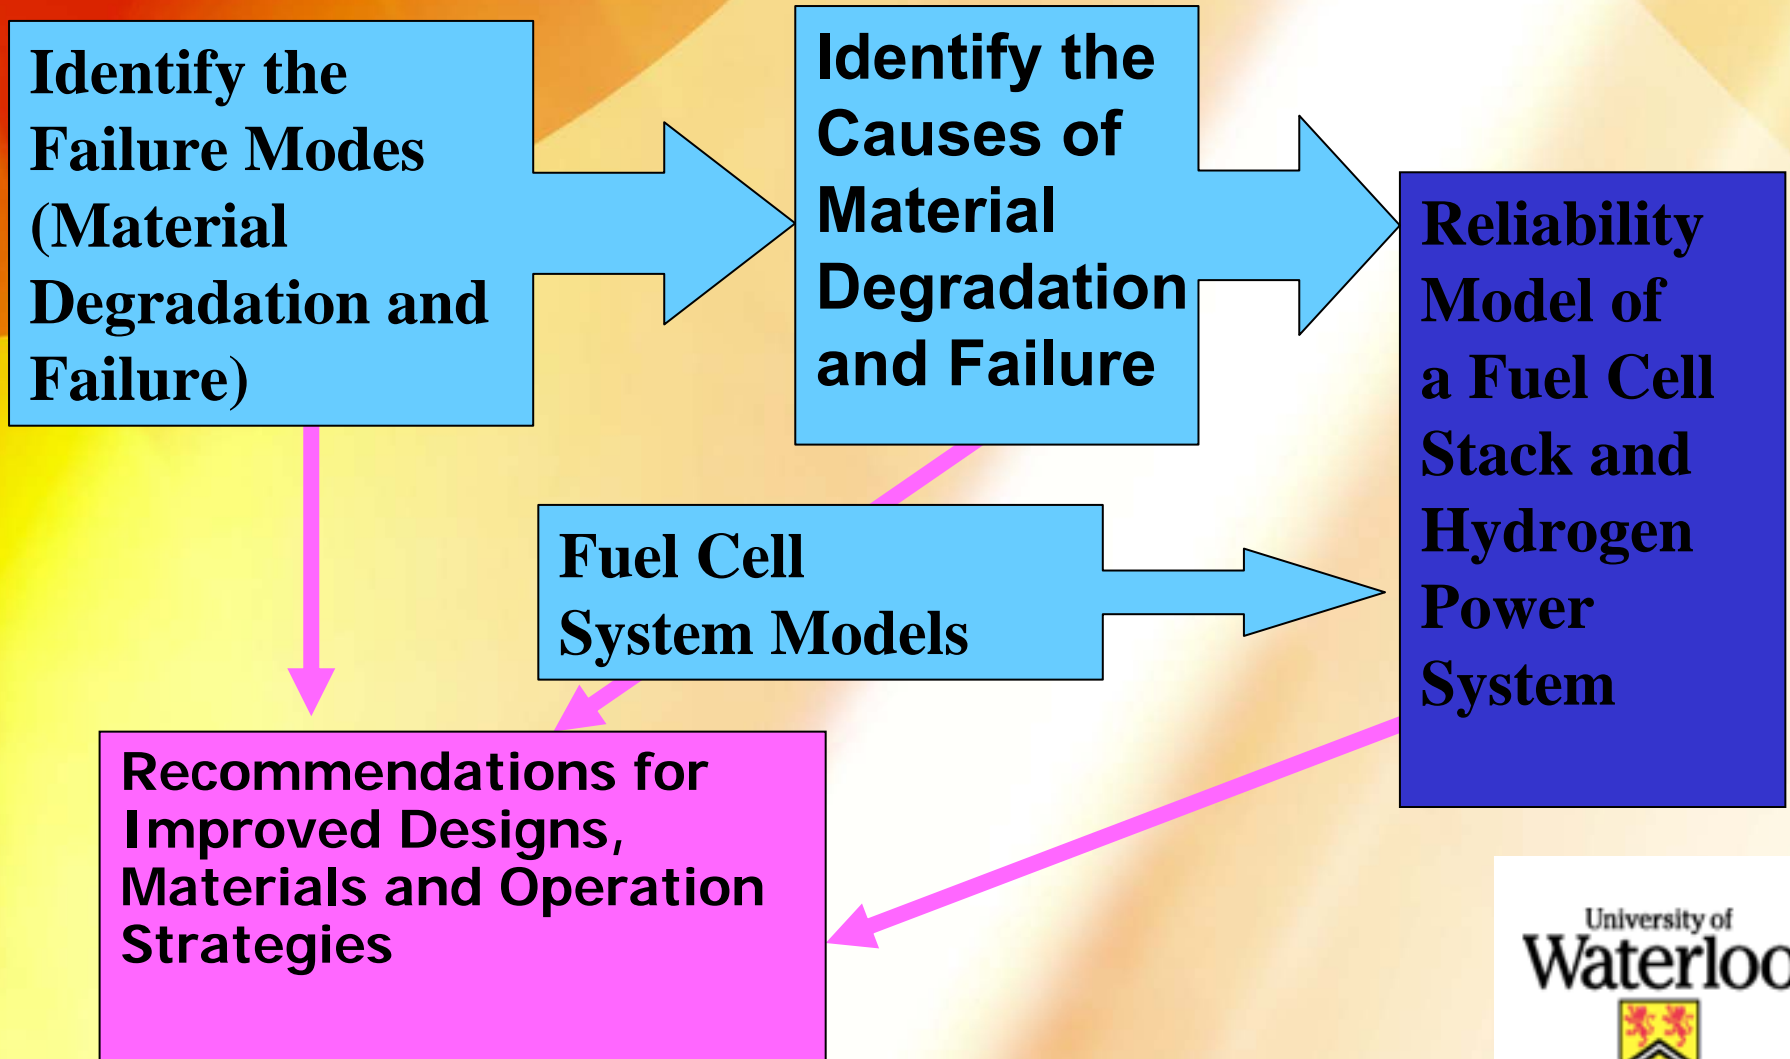 Identify the
Failure Modes
(Material
Degradation and
Failure)
Identify the
Causes of
Material
Degradation
and Failure
Reliability
Model of
a Fuel Cell
Stack and
Hydrogen
Power
System
Fuel Cell
System Models
Recommendations for
Improved Designs,
Materials and Operation
Strategies
University of
Waterloo